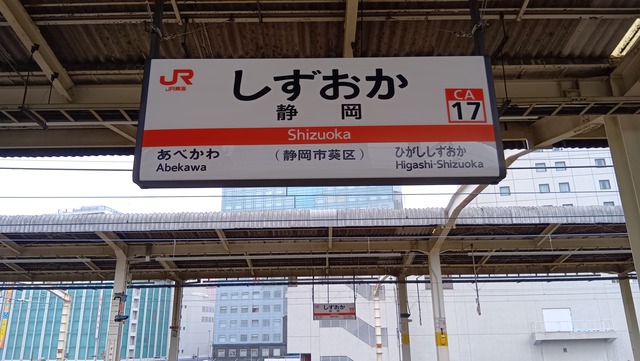 JR
JR東海
しずおか
静岡
CA
17
Shizuoka
あべかわ
Abekawa
(静岡市葵区)
ひがししずおか
Higashi-Shizuoka
しずおか